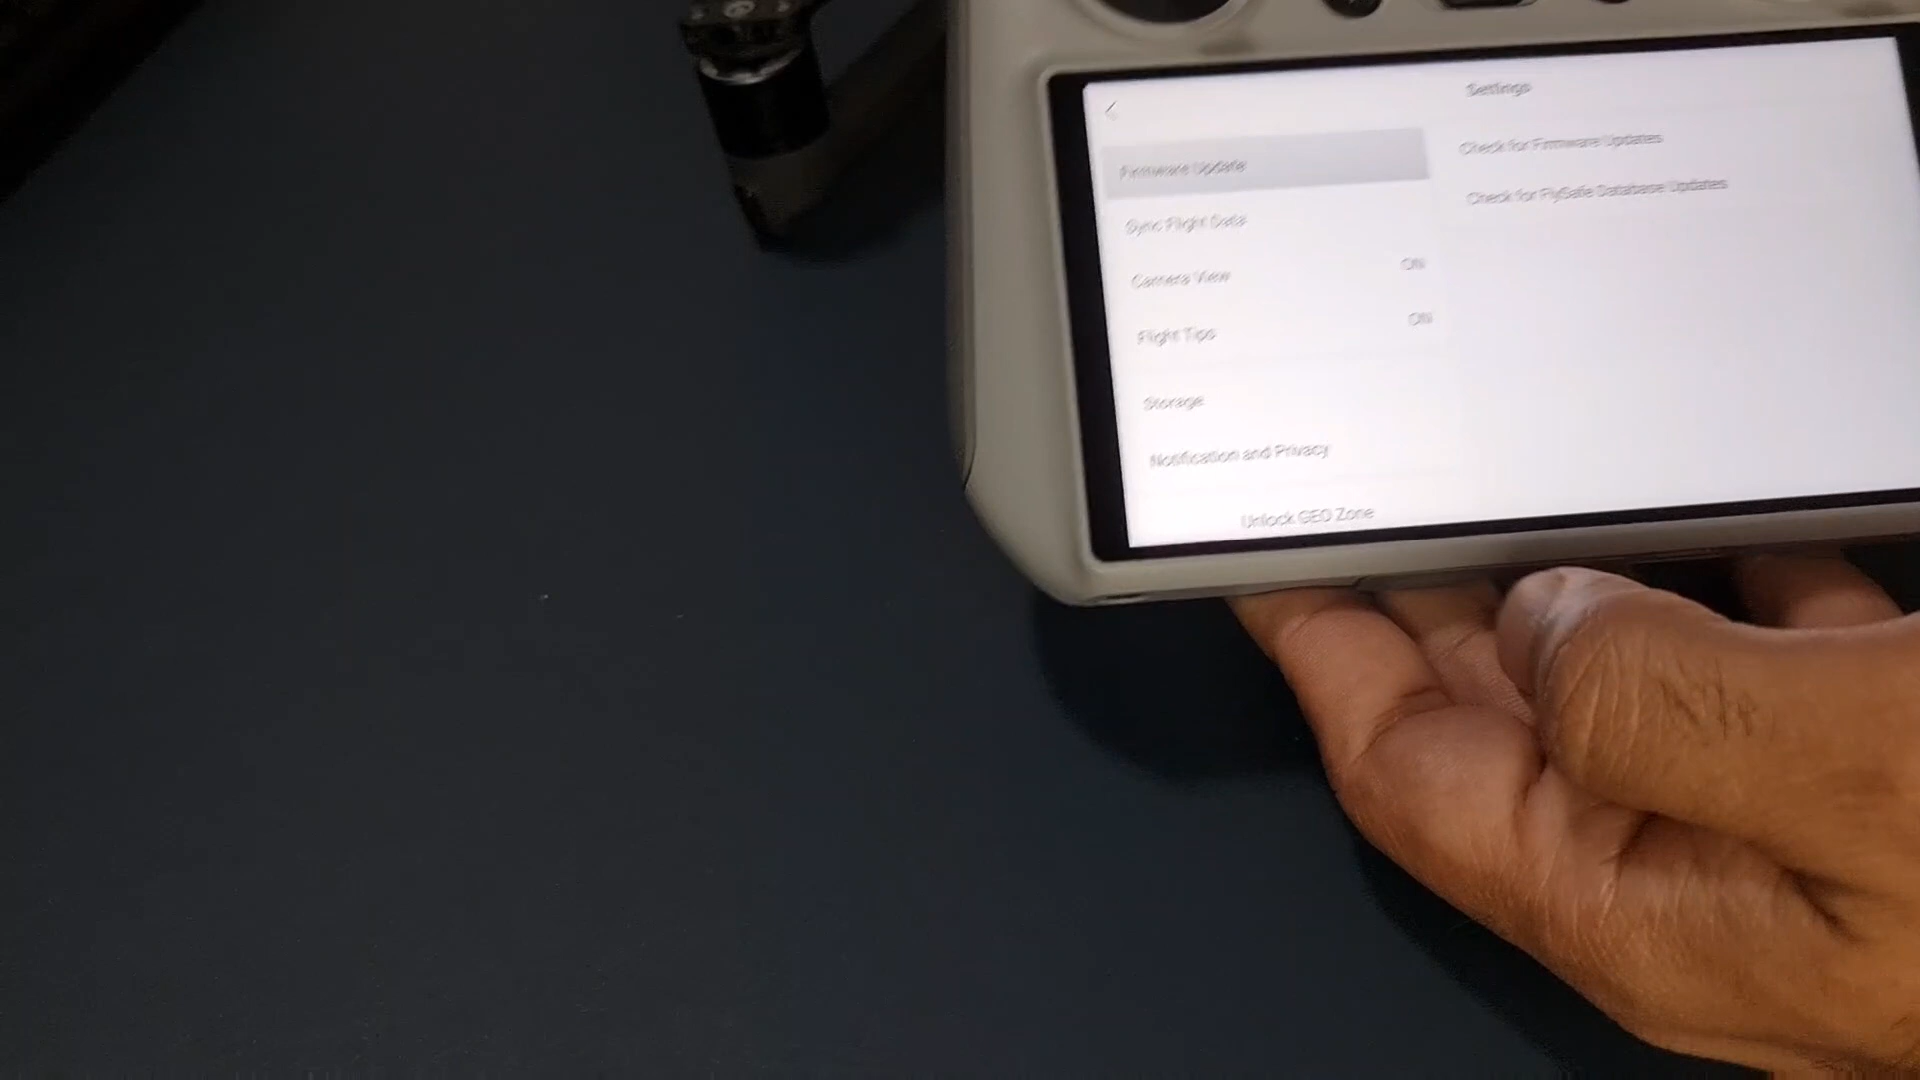 Settings
Firmware Update
Sync Flight Data
Camera View ON
Flight Tips ON
Storage
Notification and Privacy
Unlock GEO Zone
Check for Firmware Updates
Check for FlySafe Database Updates